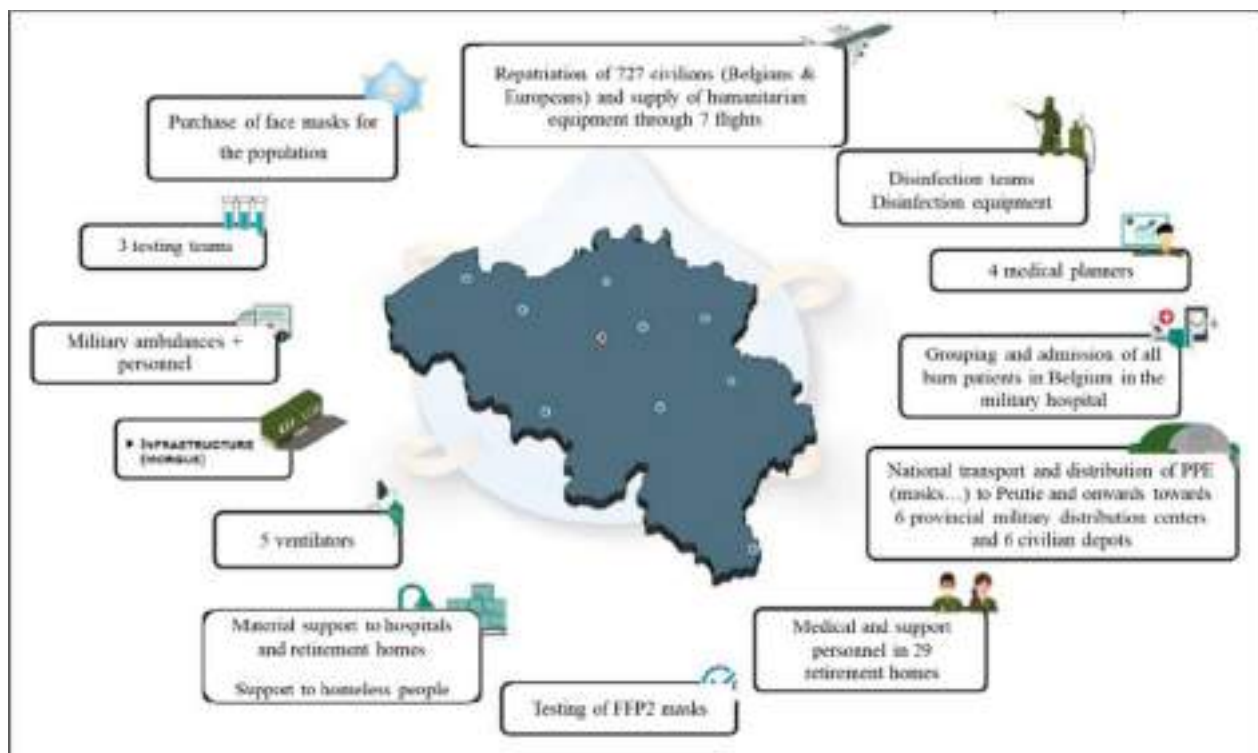 Repatriation of 727 civilians (Belgians &
Europeans) and supply of humanitarian
equipment through 7 flights
Purchase of face masks for
the population
Disinfection teams
Disinfection equipment
3 testing teams
4 medical planners
Military ambulances +
personnel
Grouping and admission of all
burn patients in Belgium in the
military hospital
▸ INFRASTRUCTURE
(MORGUE)
National transport and distribution of PPE
(masks…) to Peutie and onwards towards
6 provincial military distribution centers
and 6 civilian depots
5 ventilators
Material support to hospitals
and retirement homes
Support to homeless people
Medical and support
personnel in 29
retirement homes
Testing of FFP2 masks